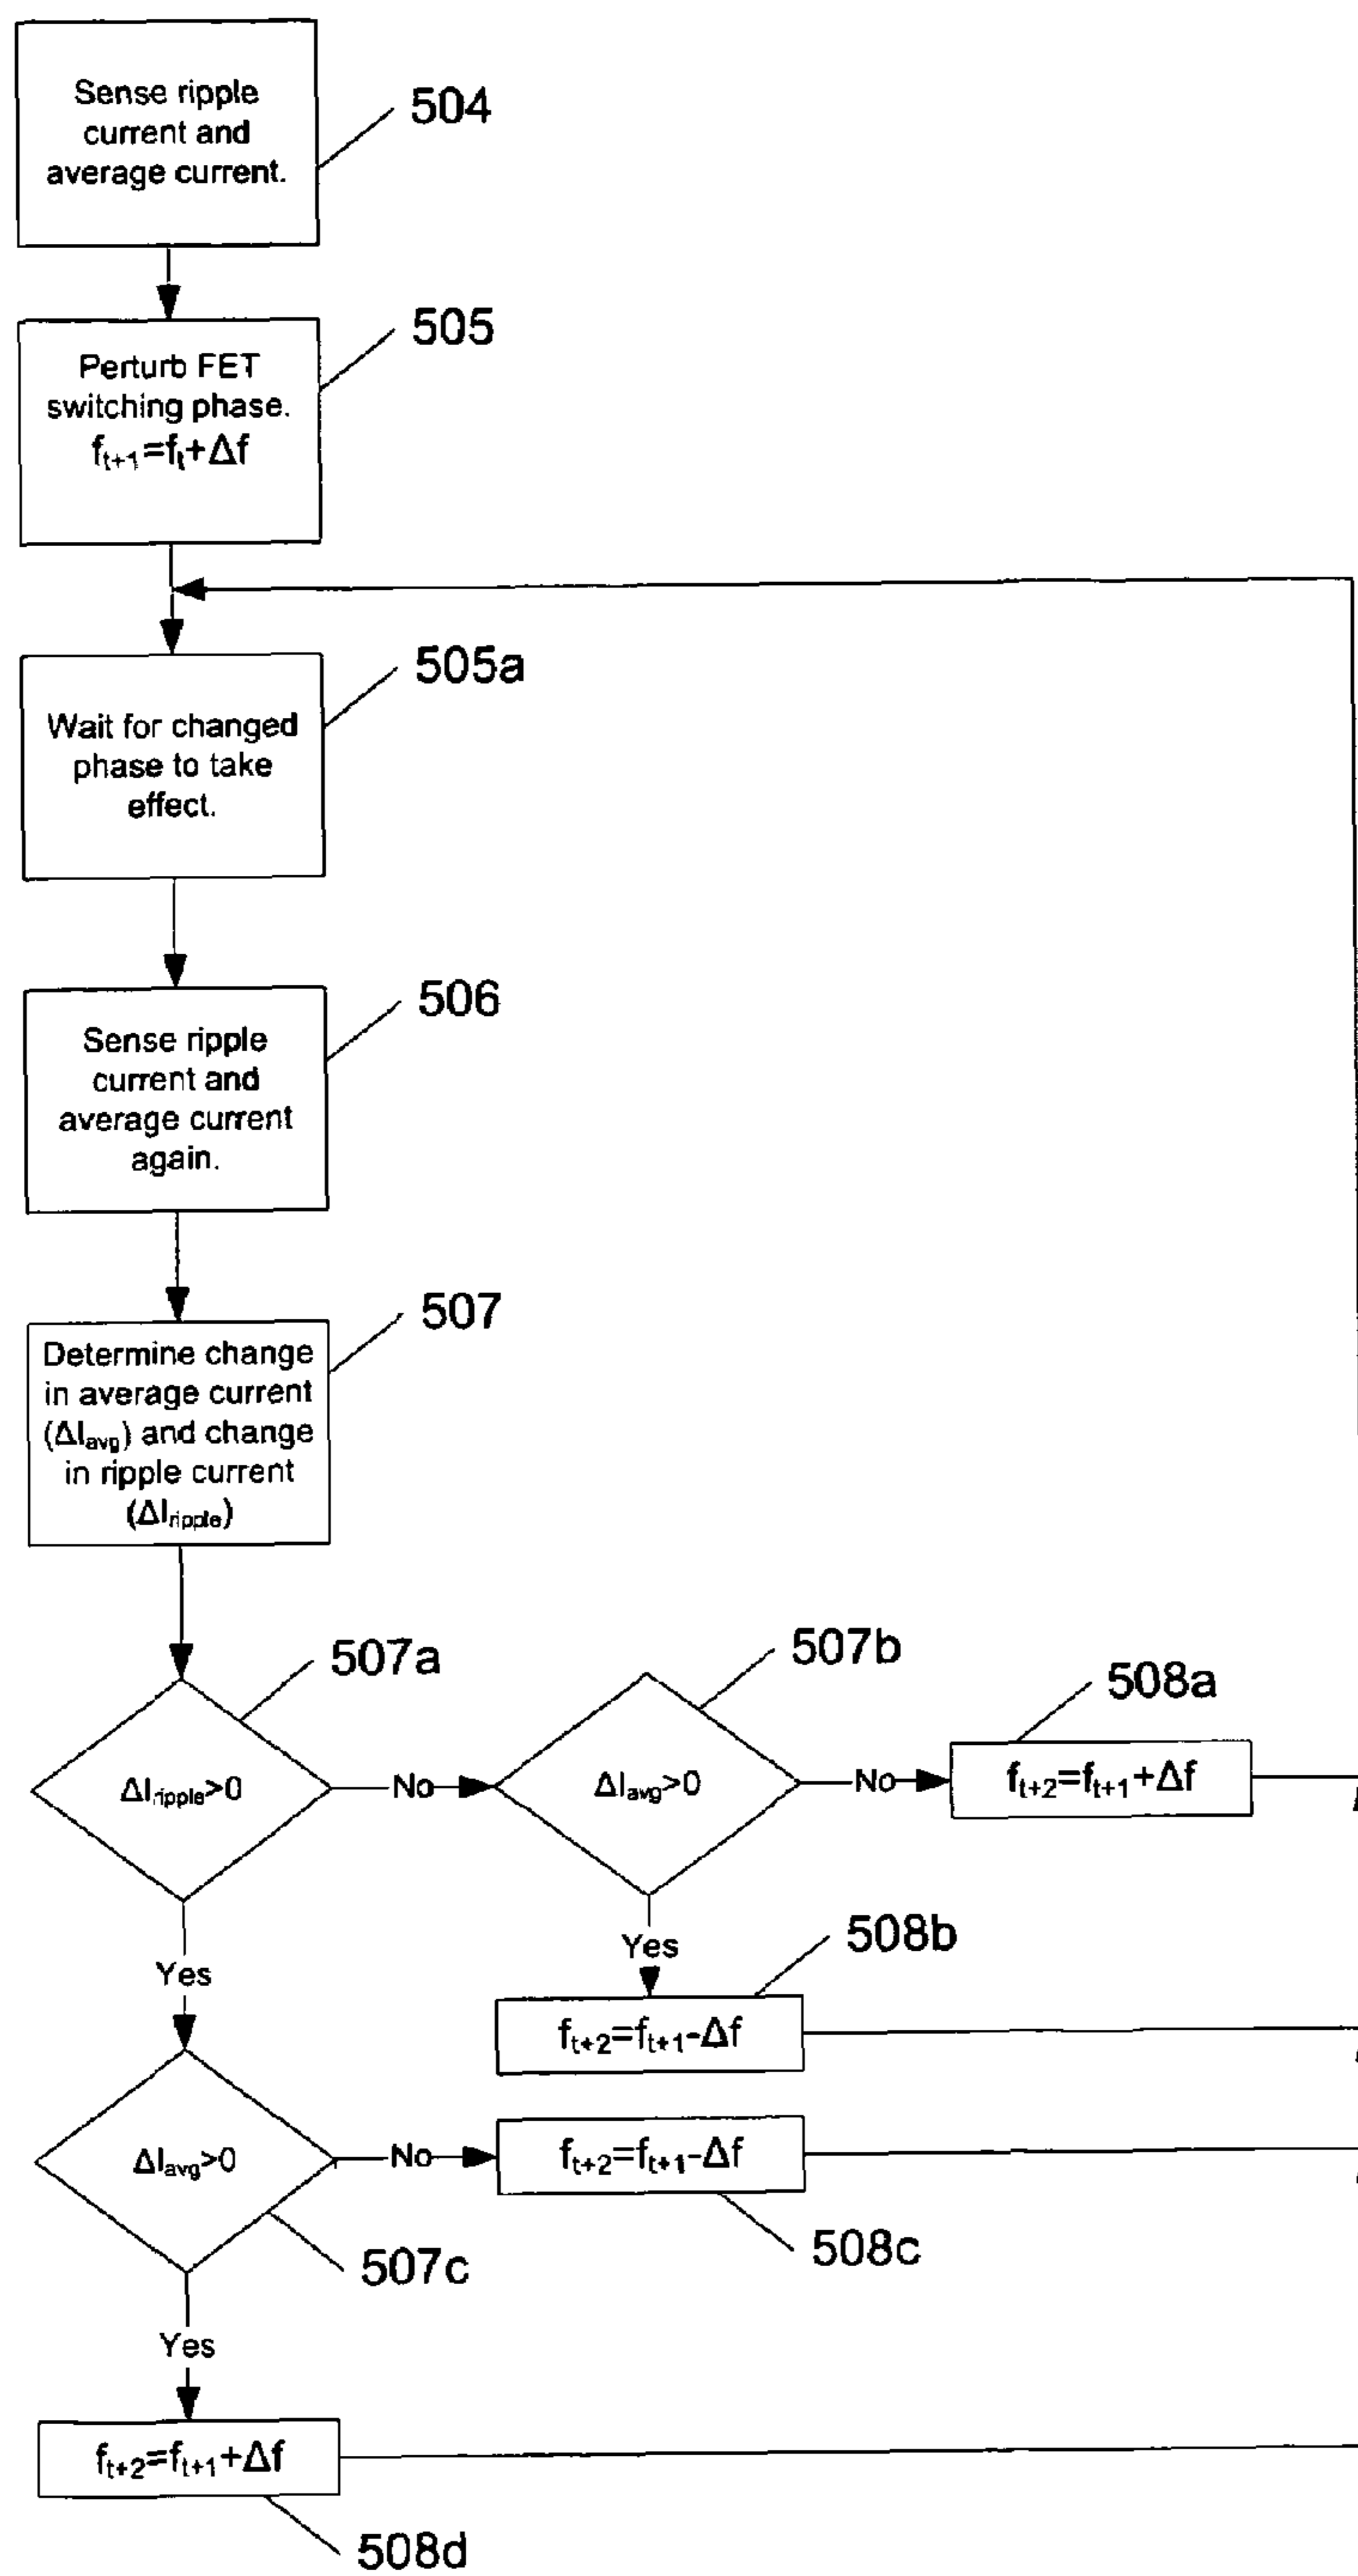 Sense ripple
current and
average current.
504
Perturb FET
switching phase.
fₜ₊₁=fₜ+Δf
505
Wait for changed
phase to take
effect.
505a
Sense ripple
current and
average current
again.
506
Determine change
in average current
(ΔIavg) and change
in ripple current
(ΔIripple)
507
ΔIripple>0
507a
No
ΔIavg>0
507b
No
fₜ₊₂=fₜ₊₁+Δf
508a
Yes
fₜ₊₂=fₜ₊₁-Δf
508b
Yes
ΔIavg>0
507c
No
fₜ₊₂=fₜ₊₁-Δf
508c
Yes
fₜ₊₂=fₜ₊₁+Δf
508d